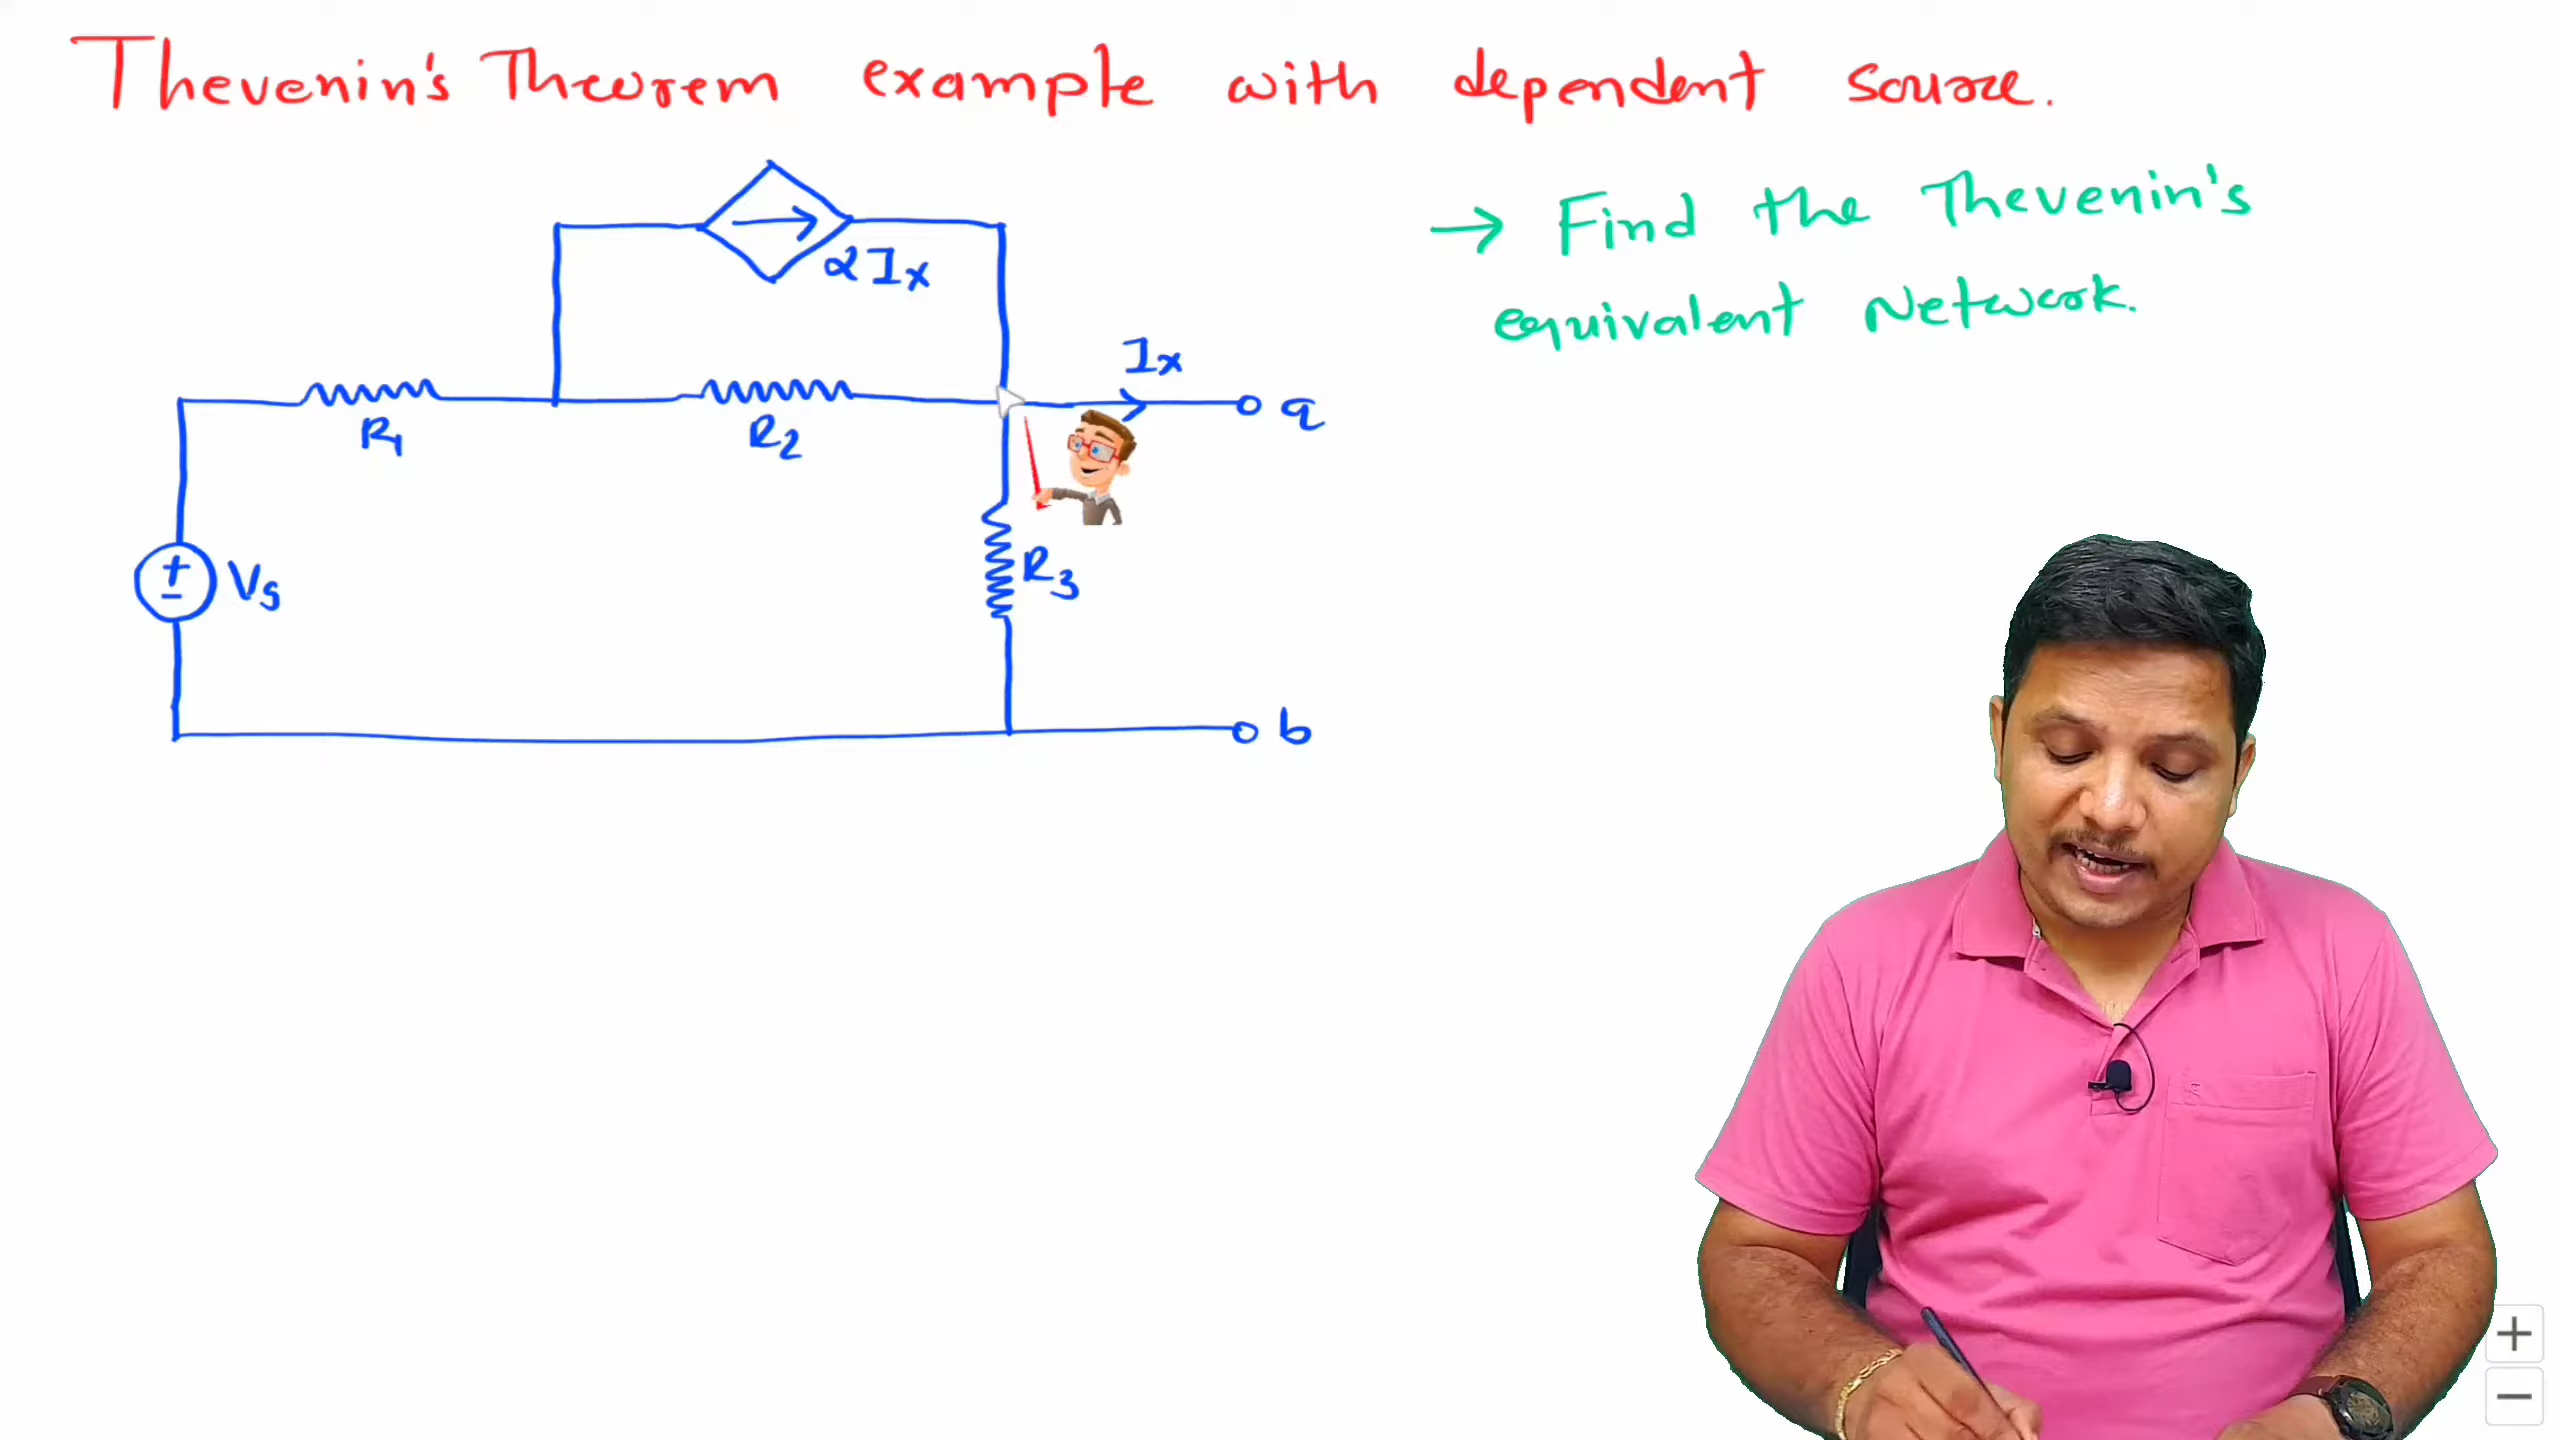 Thevenin's Theorem example with dependent source.
→ Find the Thevenin's
equivalent Network.
αIx
Ix
R1
R2
a
R3
+
-
Vs
b
+
−